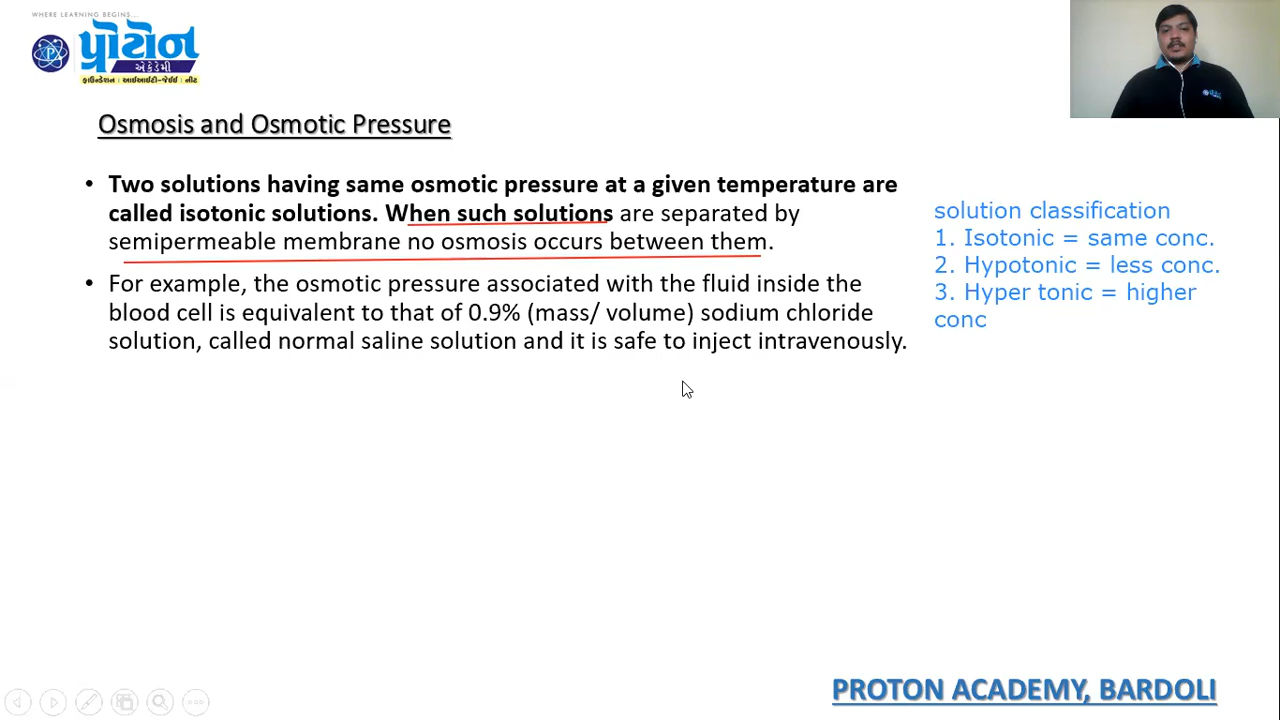 WHERE LEARNING BEGINS...
પ્રોટોન
એકેડેમી
ફાઉન્ડેશન | આઈઆઈટી-જેઈઈ | નીટ
Osmosis and Osmotic Pressure
• Two solutions having same osmotic pressure at a given temperature are
called isotonic solutions. When such solutions are separated by
semipermeable membrane no osmosis occurs between them.
• For example, the osmotic pressure associated with the fluid inside the
blood cell is equivalent to that of 0.9% (mass/ volume) sodium chloride
solution, called normal saline solution and it is safe to inject intravenously.
solution classification
1. Isotonic = same conc.
2. Hypotonic = less conc.
3. Hyper tonic = higher
conc
PROTON ACADEMY, BARDOLI